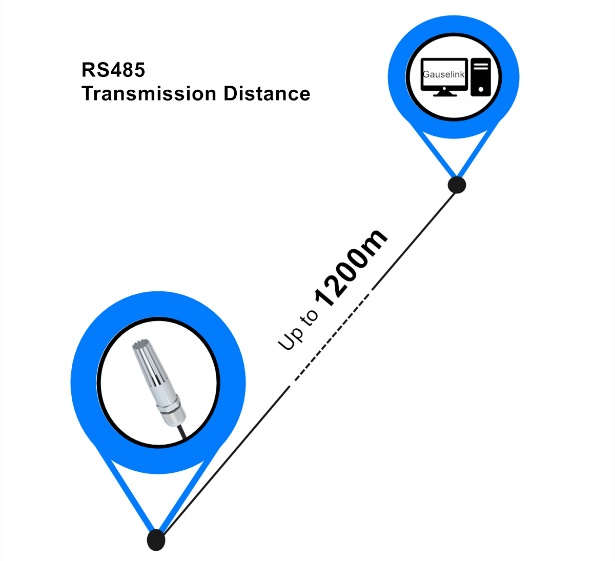 RS485
Transmission Distance
Gauselink
Up to 1200m